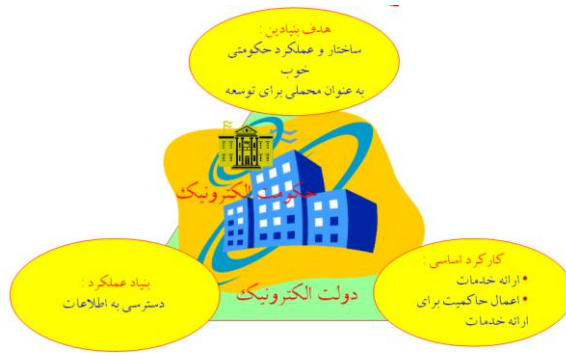 هدف بنیادین :
ساختار و عملکرد حکومتی
خوب
به عنوان محملی برای توسعه
حکومت الکترونیک
کارکرد اساسی :
• ارائه خدمات
• اعمال حاکمیت برای
ارائه خدمات
بنیاد عملکرد :
دسترسی به اطلاعات
دولت الکترونیک